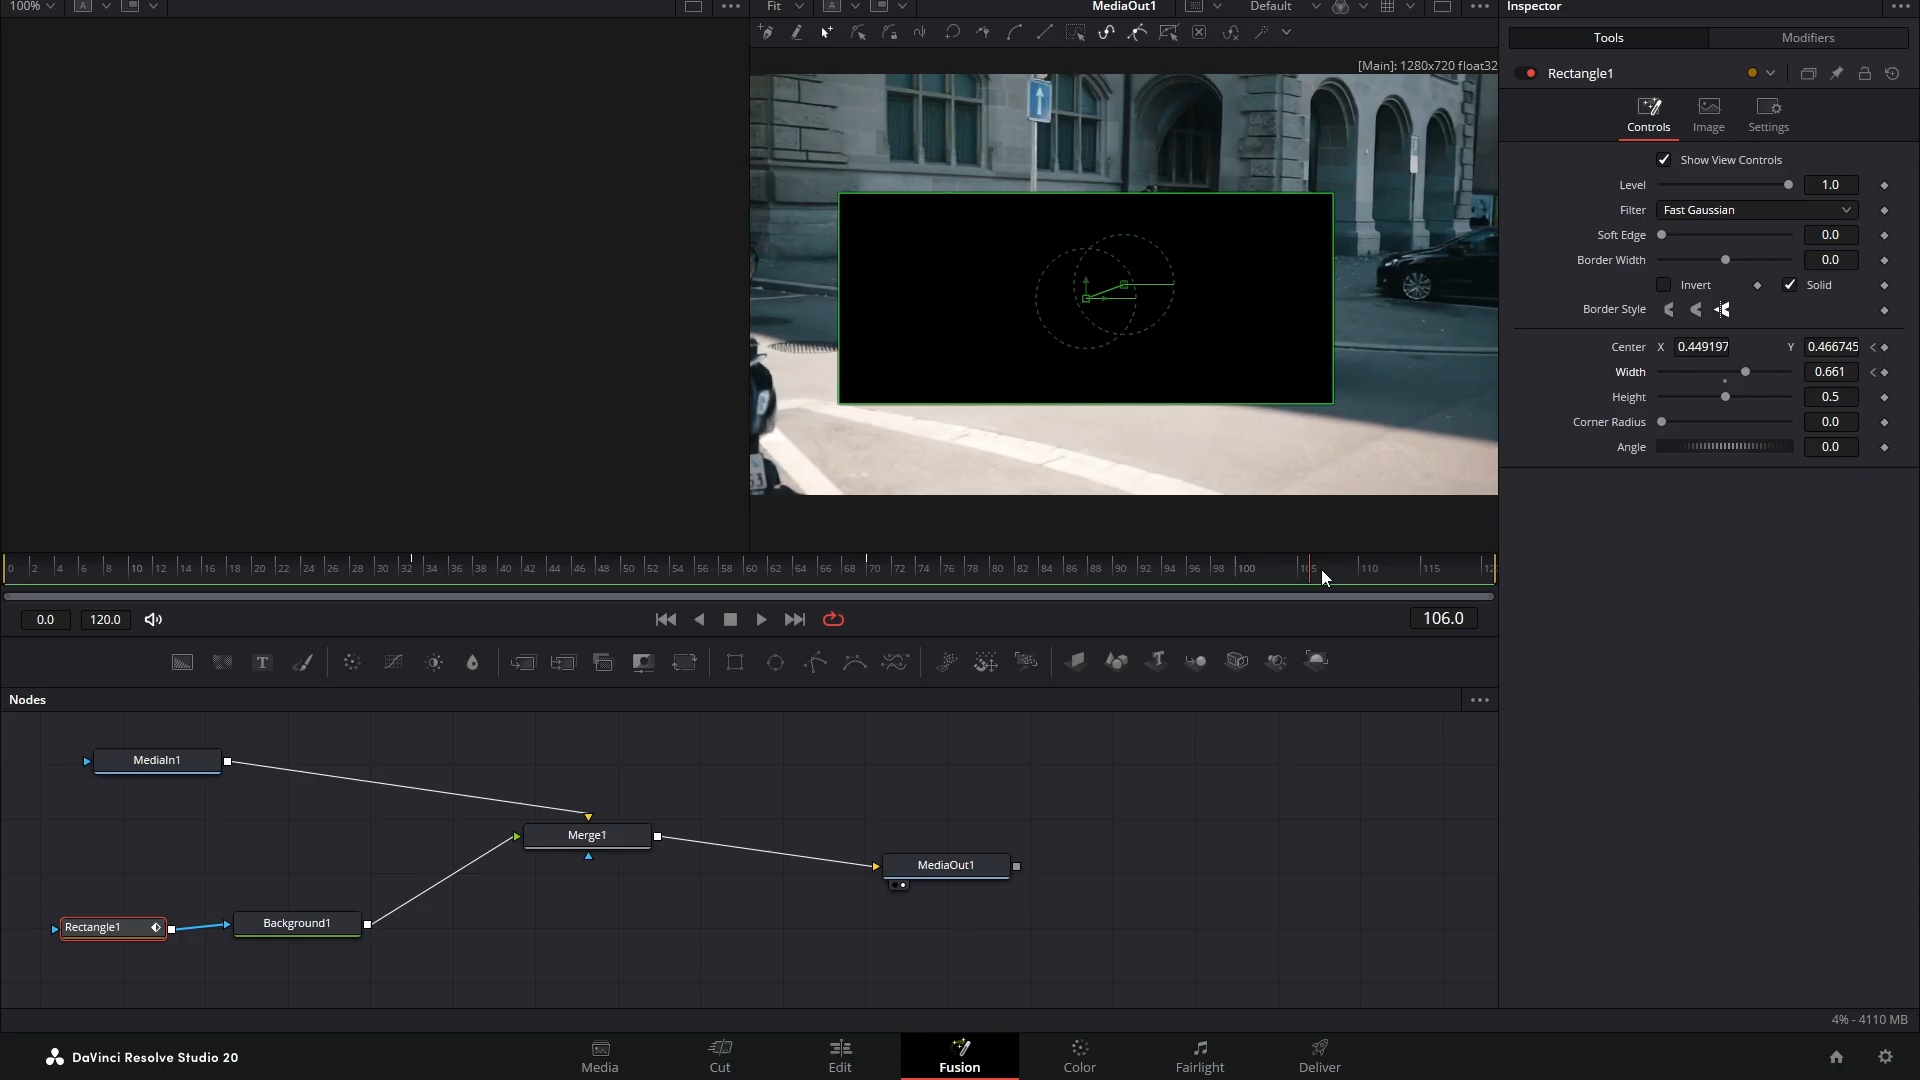 100%
A
Fit
A
MediaOut1
Default
Inspector
Tools
Modifiers
[Main]: 1280x720 float32
Rectangle1
Controls
Image
Settings
Show View Controls
Level
1.0
Filter
Fast Gaussian
Soft Edge
0.0
Border Width
0.0
Invert
Solid
Border Style
Center
X
0.449197
Y
0.466745
Width
0.661
Height
0.5
Corner Radius
0.0
Angle
0.0
0 2 4 6 8 10 12 14 16 18 20 22 24 26 28 30 32 34 36 38 40 42 44 46 48 50 52 54 56 58 60 62 64 66 68 70 72 74 76 78 80 82 84 86 88 90 92 94 96 98 100 105 110 115 12
0.0
120.0
106.0
T
T
Nodes
MediaIn1
Merge1
MediaOut1
Rectangle1
Background1
4% - 4110 MB
DaVinci Resolve Studio 20
Media
Cut
Edit
Fusion
Color
Fairlight
Deliver